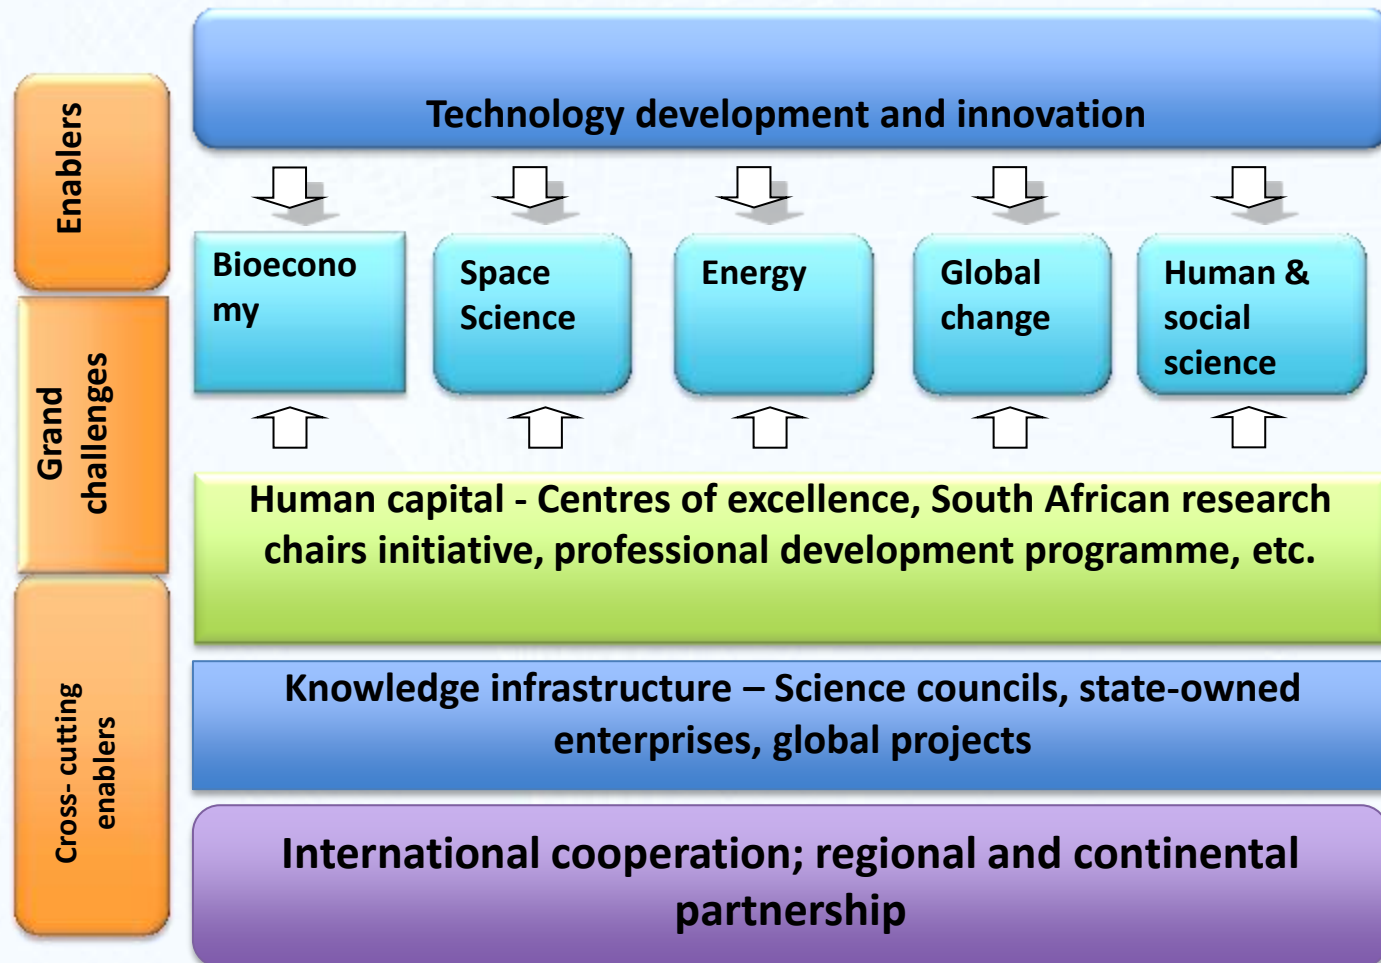 Enablers
Technology development and innovation
Grand
challenges
Bioecono
my
Space
Science
Energy
Global
change
Human &
social
science
Cross- cutting
enablers
Human capital - Centres of excellence, South African research
chairs initiative, professional development programme, etc.
Knowledge infrastructure – Science councils, state-owned
enterprises, global projects
International cooperation; regional and continental
partnership